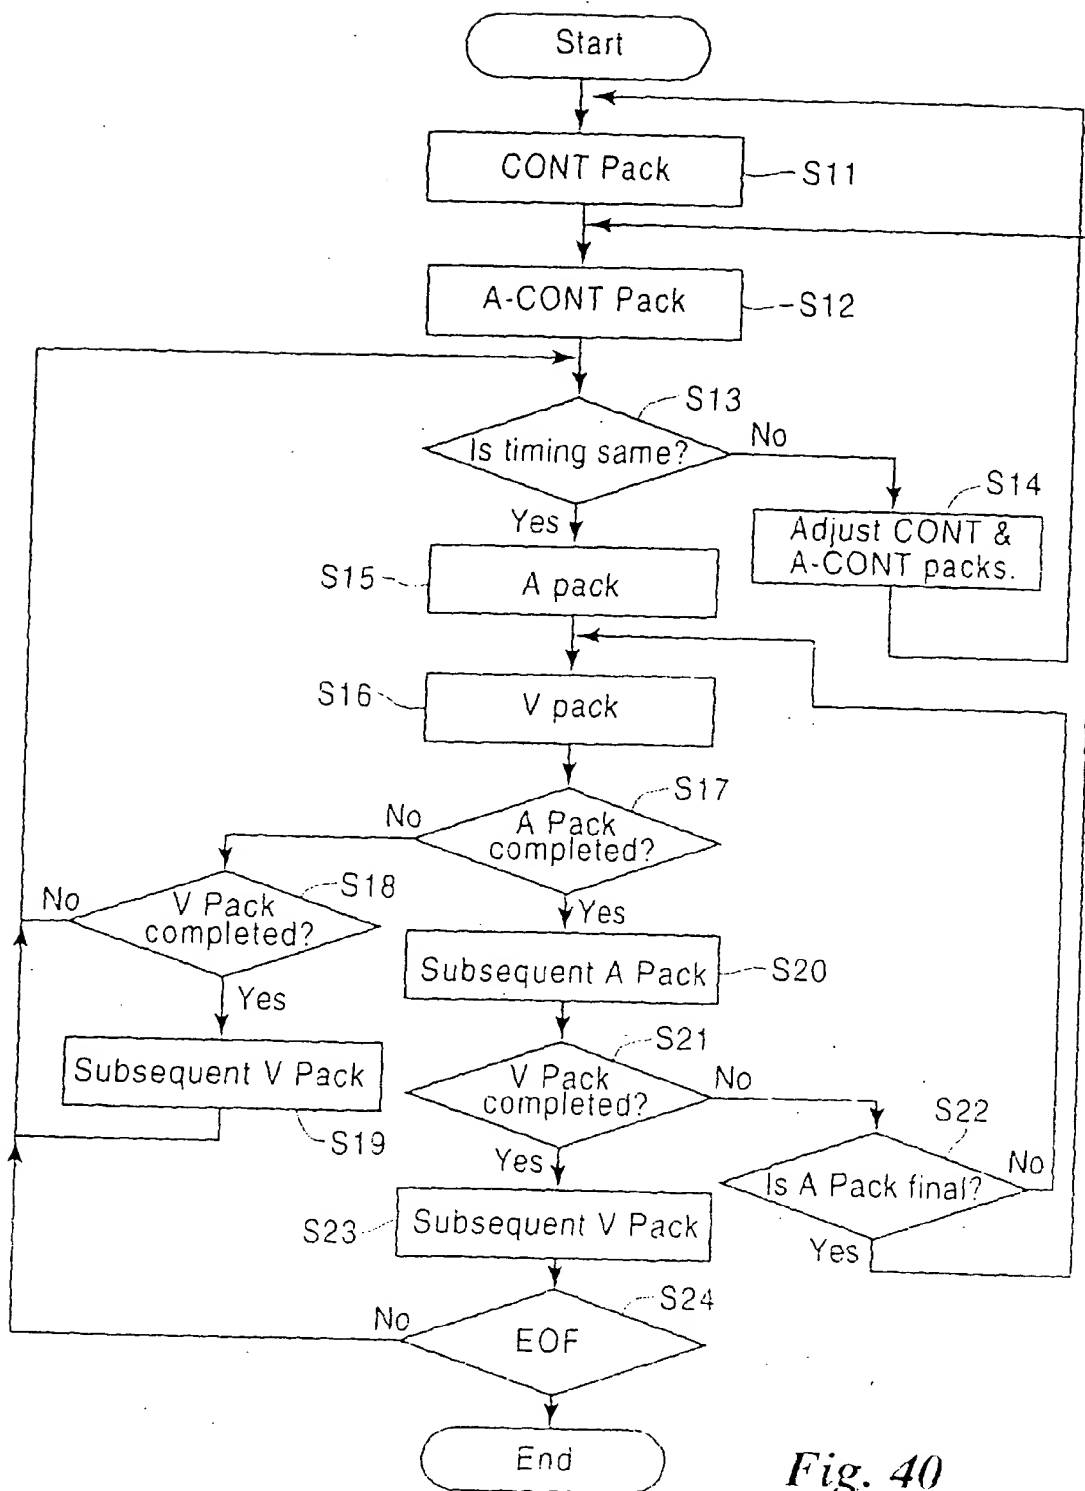 Start
CONT Pack
S11
A-CONT Pack
S12
S13
Is timing same?
No
S14
Adjust CONT &
A-CONT packs.
Yes
S15
A pack
S16
V pack
S17
No
A Pack
completed?
S18
No
V Pack
completed?
Yes
Subsequent A Pack
S20
Yes
S21
Subsequent V Pack
V Pack
completed?
No
S19
S22
Yes
Is A Pack final?
No
S23
Subsequent V Pack
Yes
S24
No
EOF
End
Fig. 40